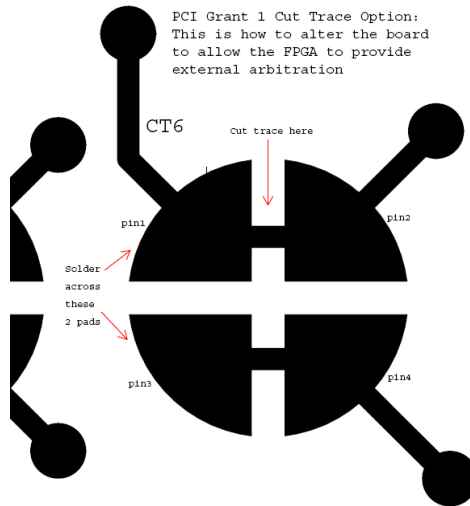 PCI Grant 1 Cut Trace Option:
This is how to alter the board
to allow the FPGA to provide
external arbitration
CT6
Cut trace here
pin1
pin2
Solder
across
these
2 pads
pin3
pin4